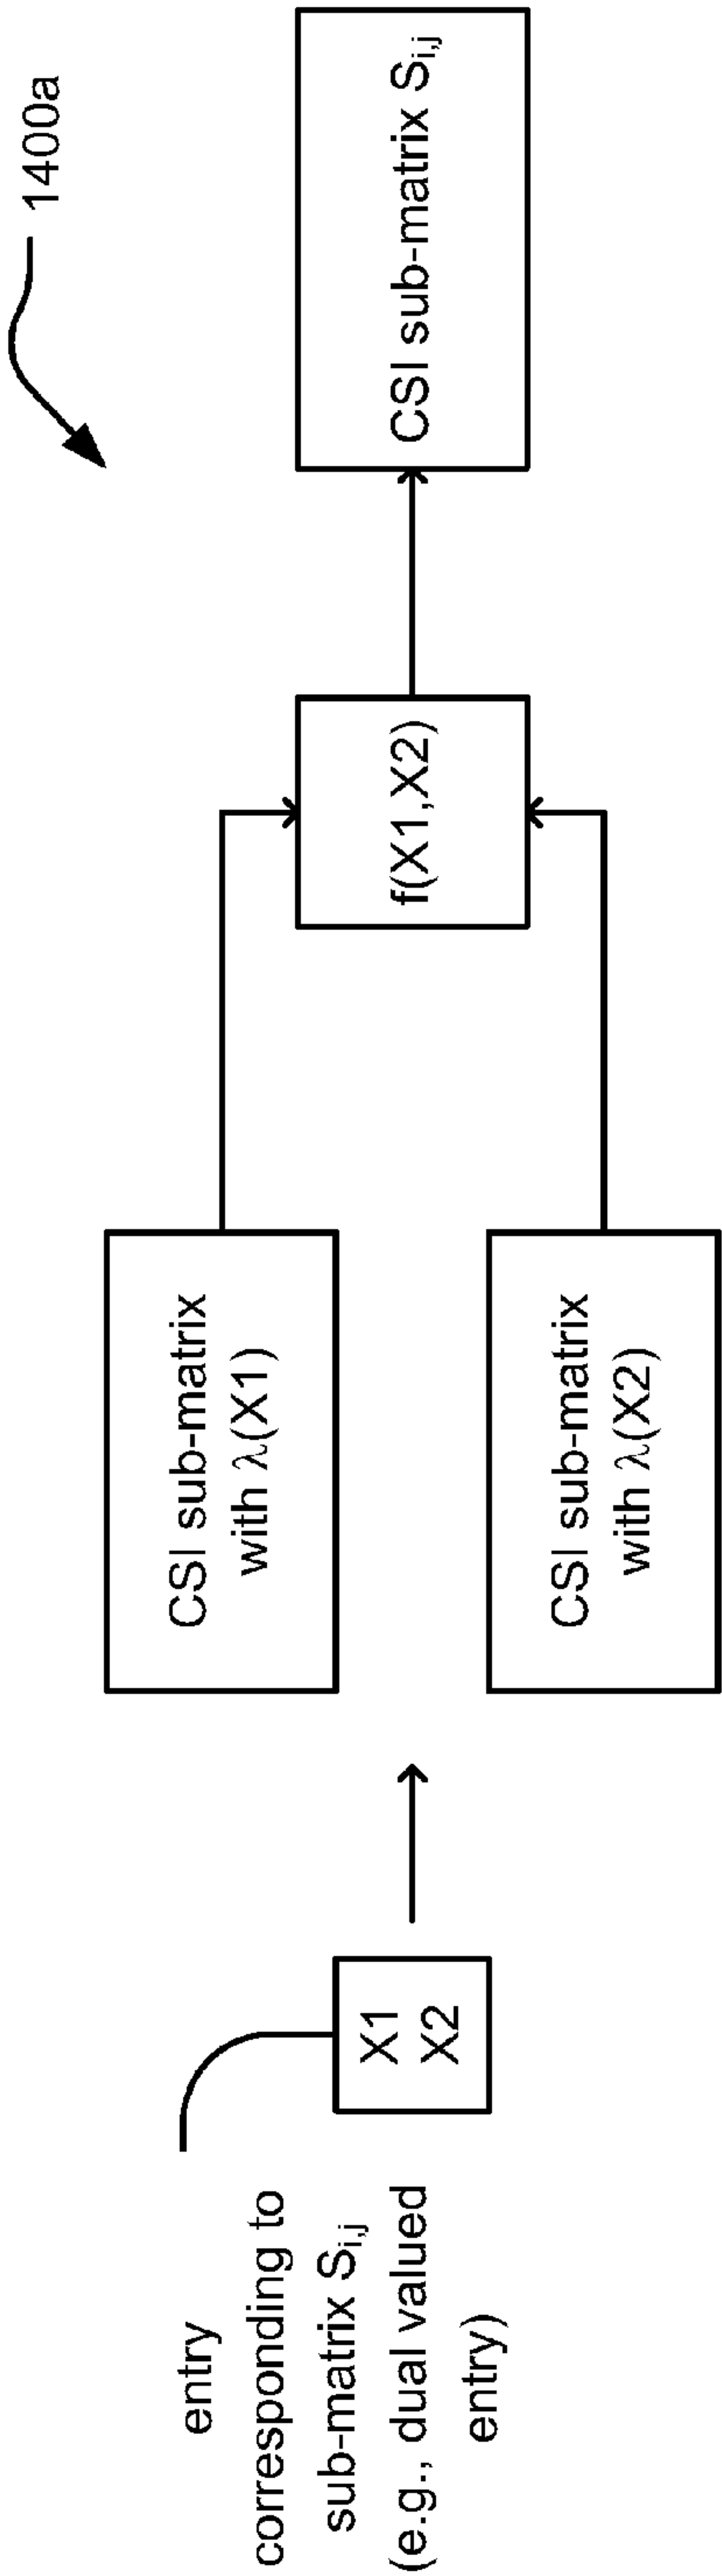 1400a
entry
corresponding to
sub-matrix Si,j
(e.g., dual valued
entry)
X1
X2
CSI sub-matrix
with λ(X1)
CSI sub-matrix
with λ(X2)
f(X1,X2)
CSI sub-matrix Si,j